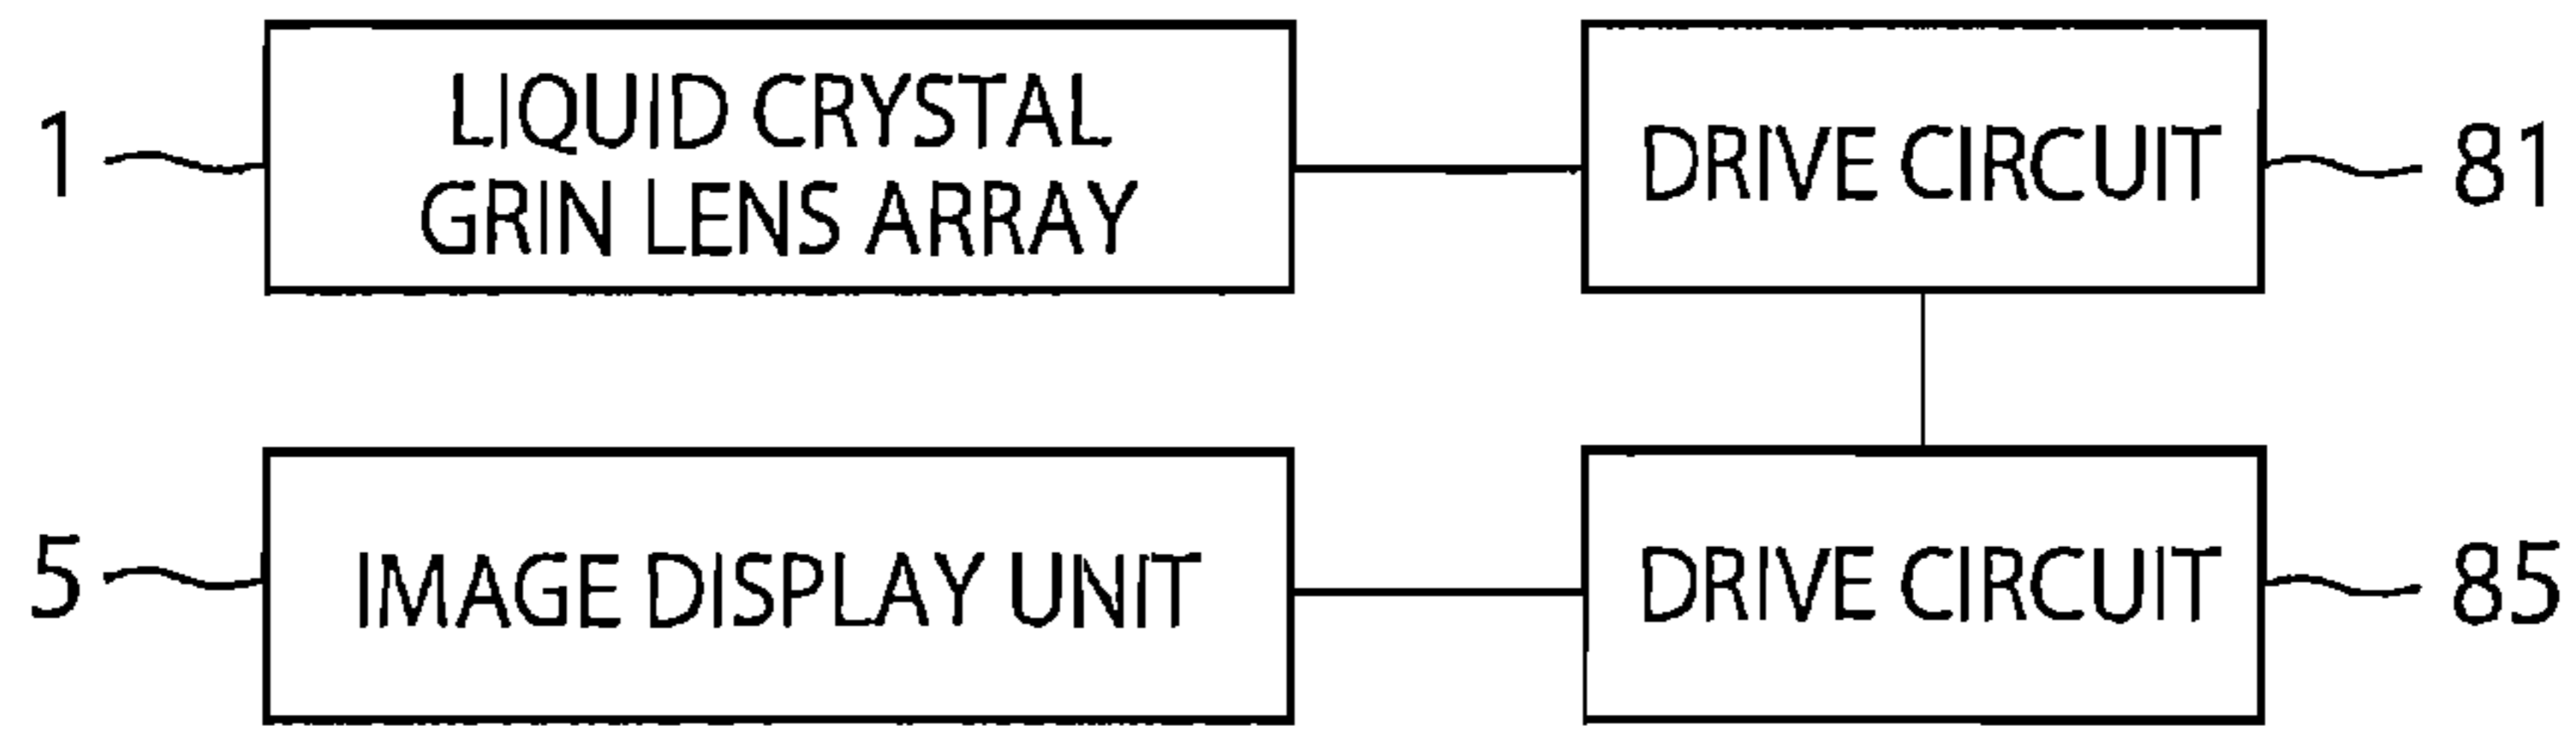 1
LIQUID CRYSTAL
GRIN LENS ARRAY
DRIVE CIRCUIT
81
5
IMAGE DISPLAY UNIT
DRIVE CIRCUIT
85